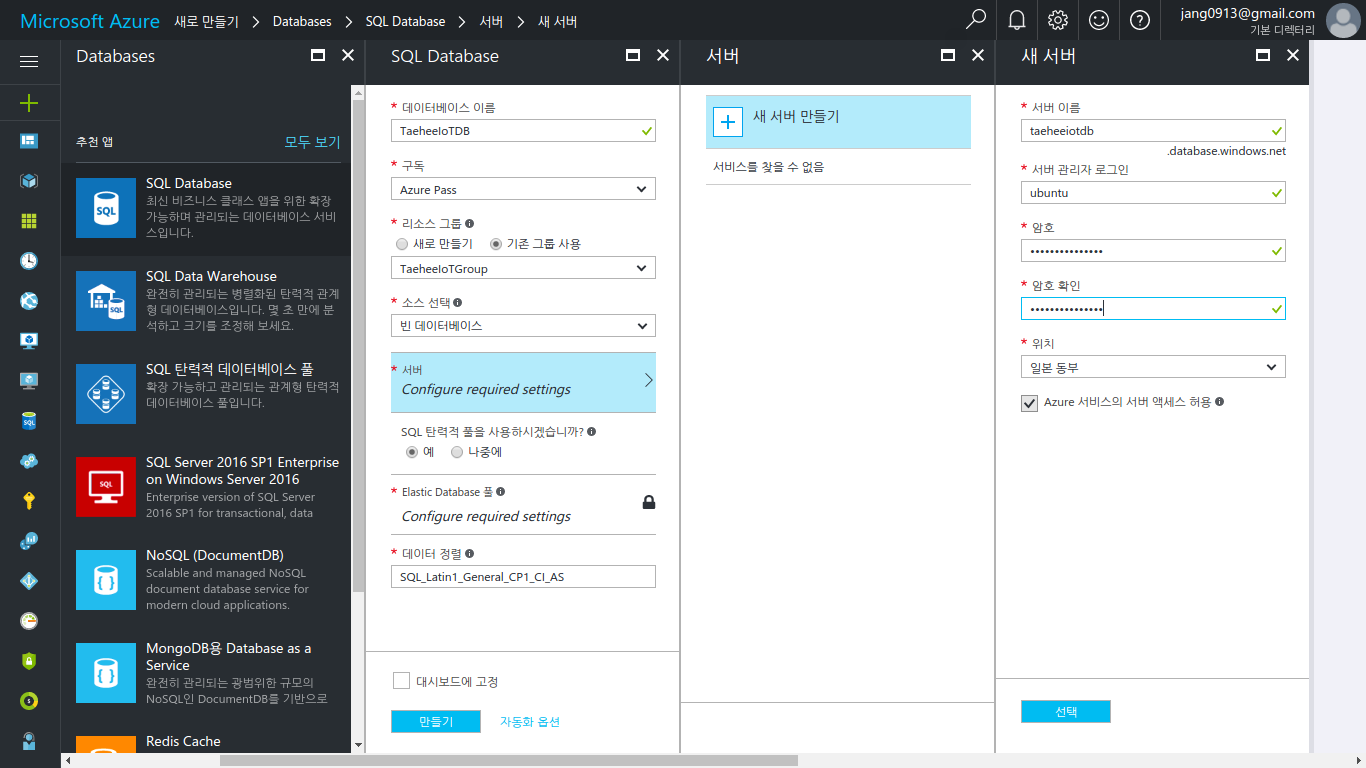 Microsoft Azure 새로 만들기 > Databases > SQL Database > 서버 > 새 서버
jang0913@gmail.com
기본 디렉터리
Databases
추천 앱 모두 보기
SQL Database
최신 비즈니스 클래스 앱을 위한 확장
가능하며 관리되는 데이터베이스 서비
스입니다.
SQL Data Warehouse
완전히 관리되는 병렬화된 탄력적 관계
형 데이터베이스입니다. 몇 초 만에 분
석하고 크기를 조정해 보세요.
SQL 탄력적 데이터베이스 풀
확장 가능하고 관리되는 관계형 탄력적
데이터베이스 풀입니다.
SQL Server 2016 SP1 Enterprise
on Windows Server 2016
Enterprise version of SQL Server
2016 SP1 for transactional, data
NoSQL (DocumentDB)
Scalable and managed NoSQL
document database service for
modern cloud applications.
MongoDB용 Database as a
Service
완전히 관리되는 광범위한 규모의
NoSQL인 DocumentDB를 기반으로
Redis Cache
SQL Database
* 데이터베이스 이름
TaeheeIoTDB
* 구독
Azure Pass
* 리소스 그룹
새로 만들기 기존 그룹 사용
TaeheeIoTGroup
* 소스 선택
빈 데이터베이스
* 서버
Configure required settings
SQL 탄력적 풀을 사용하시겠습니까?
예 나중에
* Elastic Database 풀
Configure required settings
* 데이터 정렬
SQL_Latin1_General_CP1_CI_AS
대시보드에 고정
만들기 자동화 옵션
서버
새 서버 만들기
서비스를 찾을 수 없음
새 서버
* 서버 이름
taeheeiotdb
.database.windows.net
* 서버 관리자 로그인
ubuntu
* 암호
•••••••••••••••
* 암호 확인
•••••••••••••••
* 위치
일본 동부
Azure 서비스의 서버 액세스 허용
선택